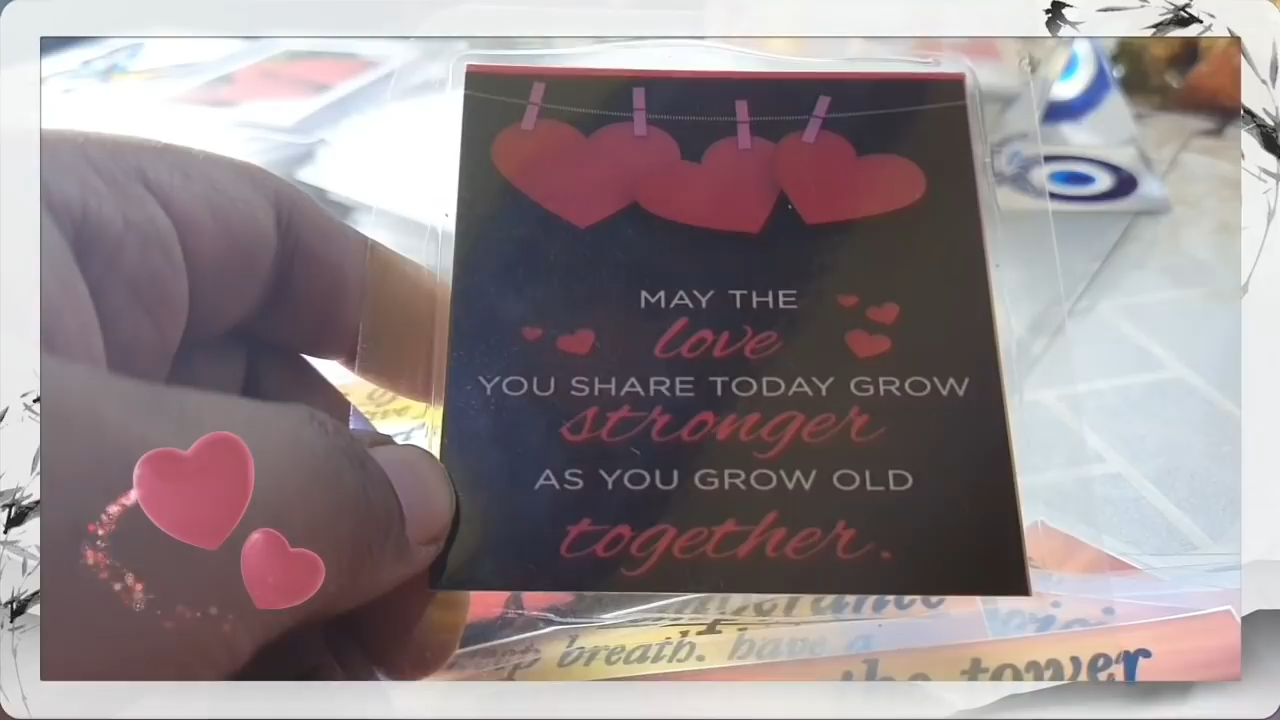 MAY THE
love
YOU SHARE TODAY GROW
stronger
AS YOU GROW OLD
together.
breath. have a
the tower